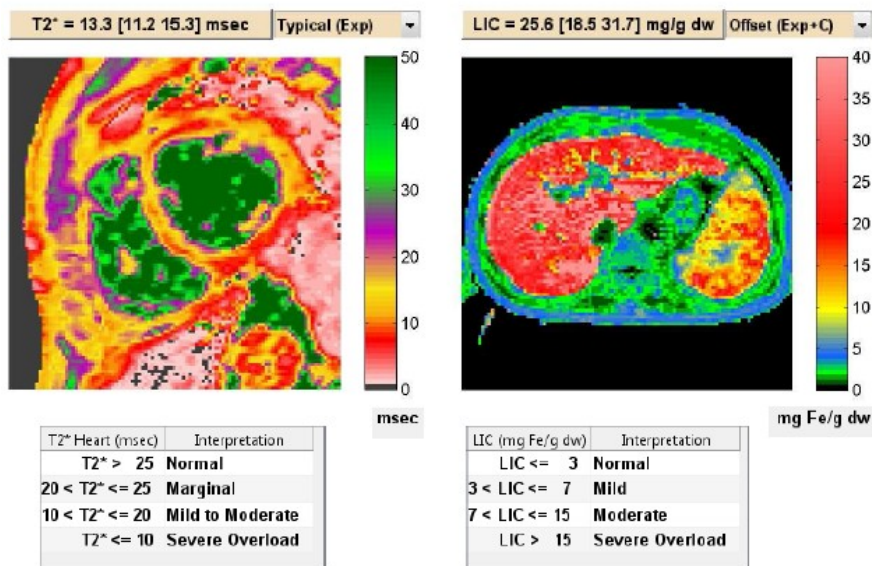 T2* = 13.3 [11.2 15.3] msec
Typical (Exp)
50
40
30
20
10
0
msec
T2* Heart (msec) Interpretation
T2* > 25 Normal
20 < T2* <= 25 Marginal
10 < T2* <= 20 Mild to Moderate
T2* <= 10 Severe Overload
LIC = 25.6 [18.5 31.7] mg/g dw
Offset (Exp+C)
40
35
30
25
20
15
10
5
0
mg Fe/g dw
LIC (mg Fe/g dw) Interpretation
LIC <= 3 Normal
3 < LIC <= 7 Mild
7 < LIC <= 15 Moderate
LIC > 15 Severe Overload